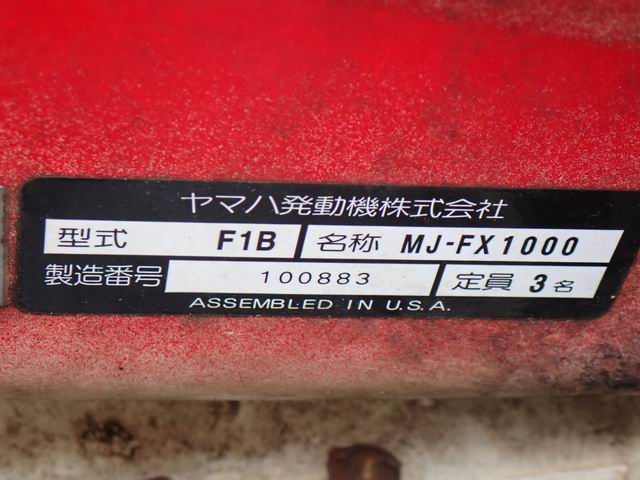 ヤマハ発動機株式会社
型式 F1B 名称 MJ-FX1000
製造番号 100883 定員 3名
ASSEMBLED IN U.S.A.